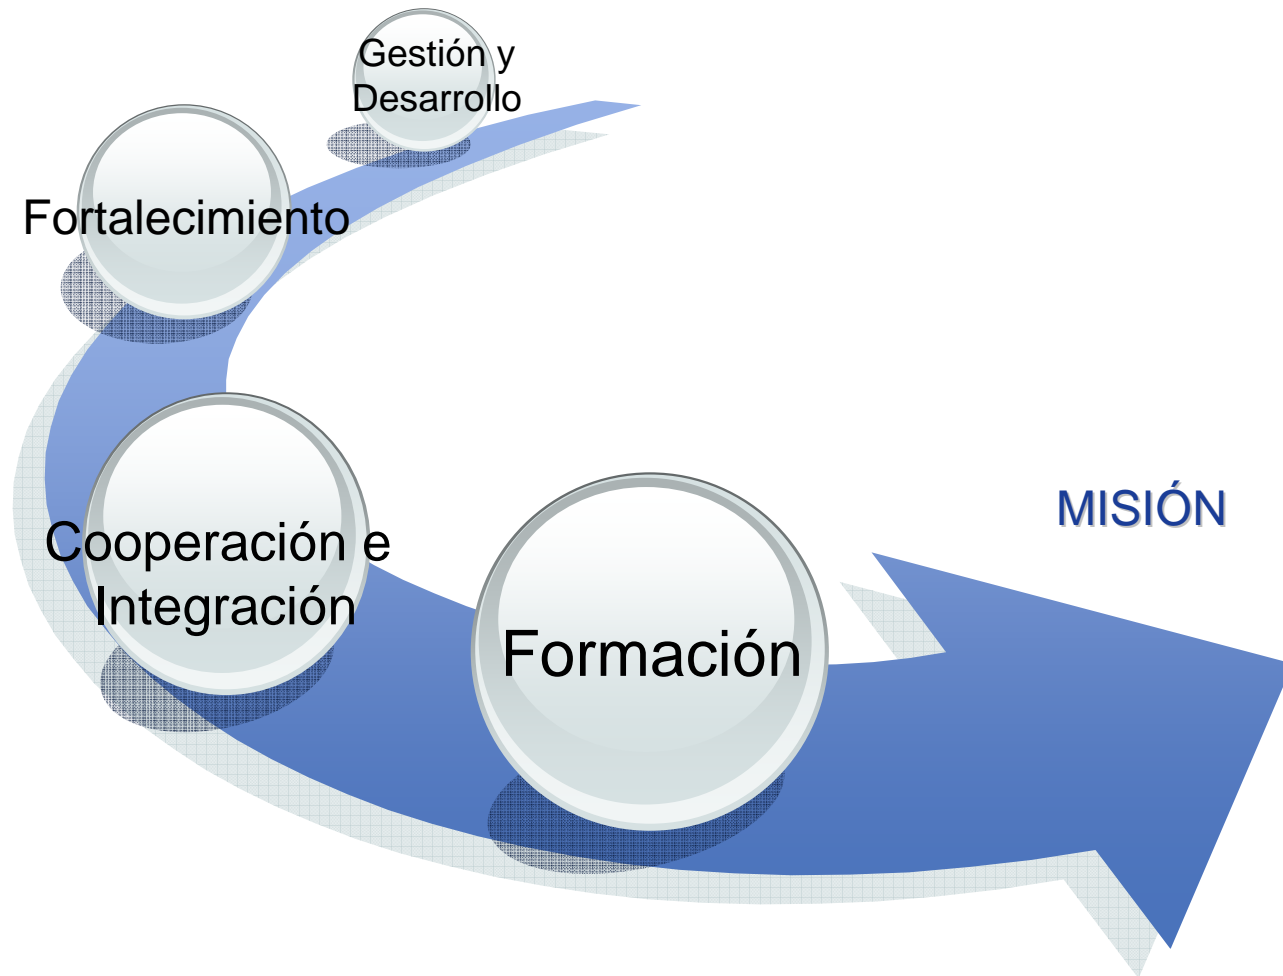 Gestión y
Desarrollo
Fortalecimiento
Cooperación e
Integración
Formación
MISIÓN